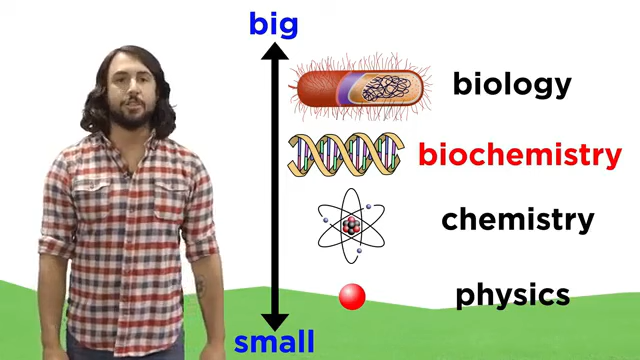 big
biology
biochemistry
chemistry
physics
small